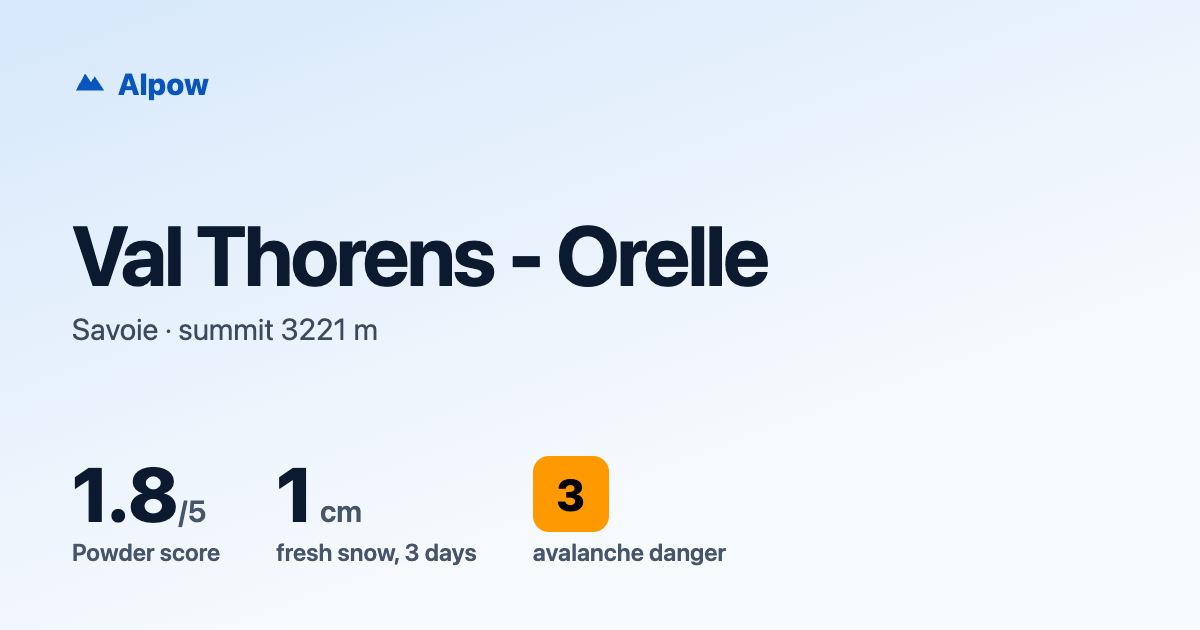 Alpow
Val Thorens - Orelle
Savoie · summit 3221 m
1.8/5
Powder score
1 cm
fresh snow, 3 days
3
avalanche danger